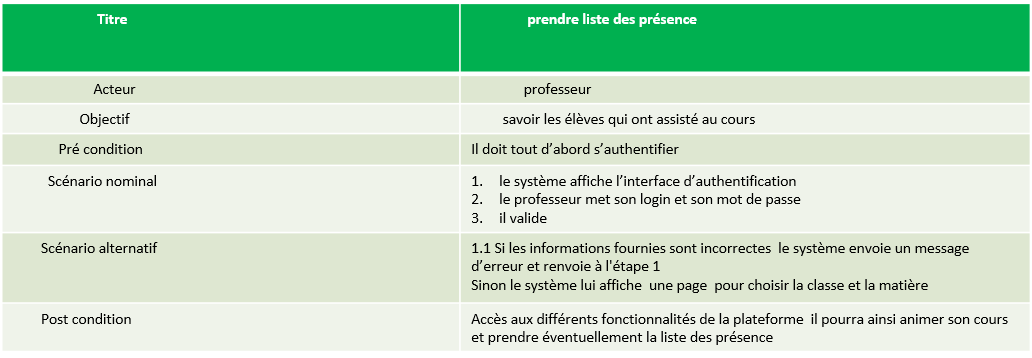 Titre
prendre liste des présence
Acteur
professeur
Objectif
savoir les élèves qui ont assisté au cours
Pré condition
Il doit tout d’abord s’authentifier
Scénario nominal
1. le système affiche l’interface d’authentification
2. le professeur met son login et son mot de passe
3. il valide
Scénario alternatif
1.1 Si les informations fournies sont incorrectes le système envoie un message
d’erreur et renvoie à l'étape 1
Sinon le système lui affiche une page pour choisir la classe et la matière
Post condition
Accès aux différents fonctionnalités de la plateforme il pourra ainsi animer son cours
et prendre éventuellement la liste des présence